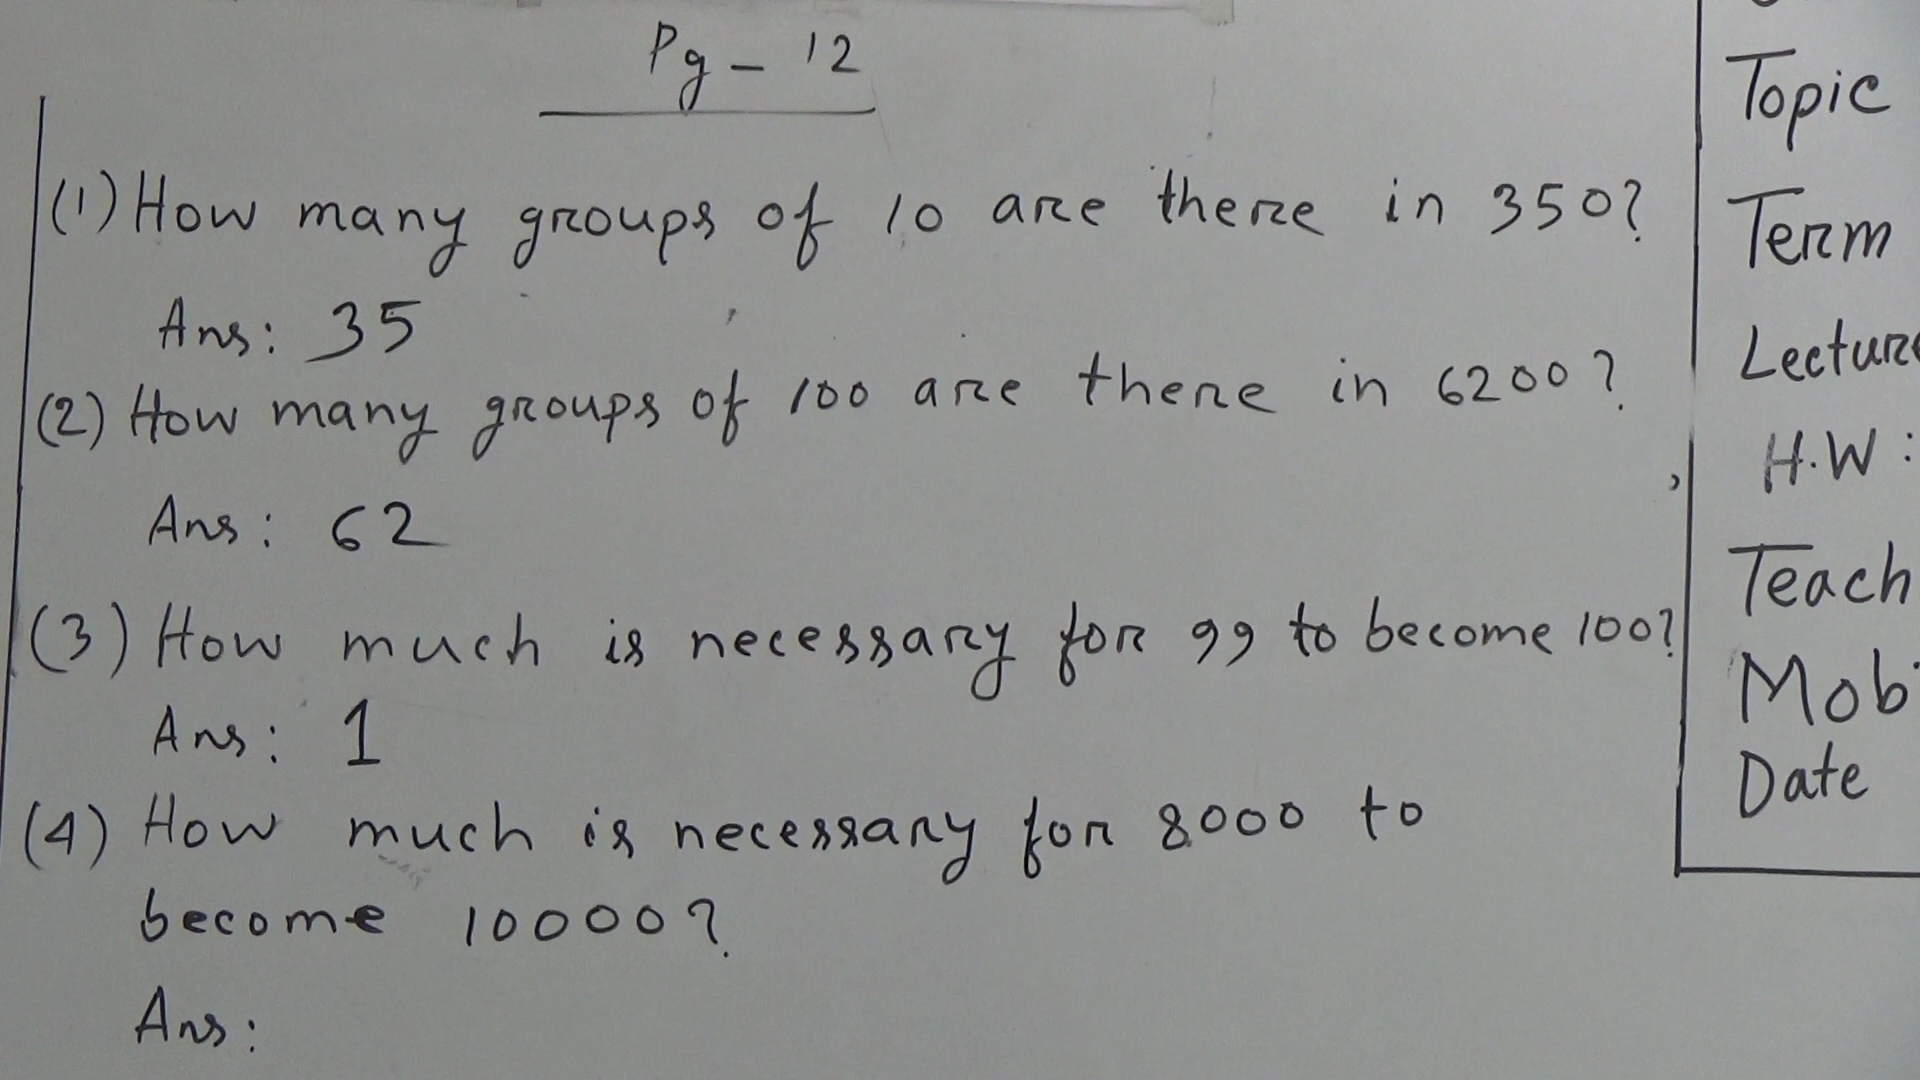 Pg - 12
(1) How many groups of 10 are there in 350?
Ans: 35
(2) How many groups of 100 are there in 6200?
Ans: 62
(3) How much is necessary for 99 to become 100?
Ans: 1
(4) How much is necessary for 8000 to
become 10000?
Ans:
Topic
Term
Lecture
H.W:
Teach
Mob
Date